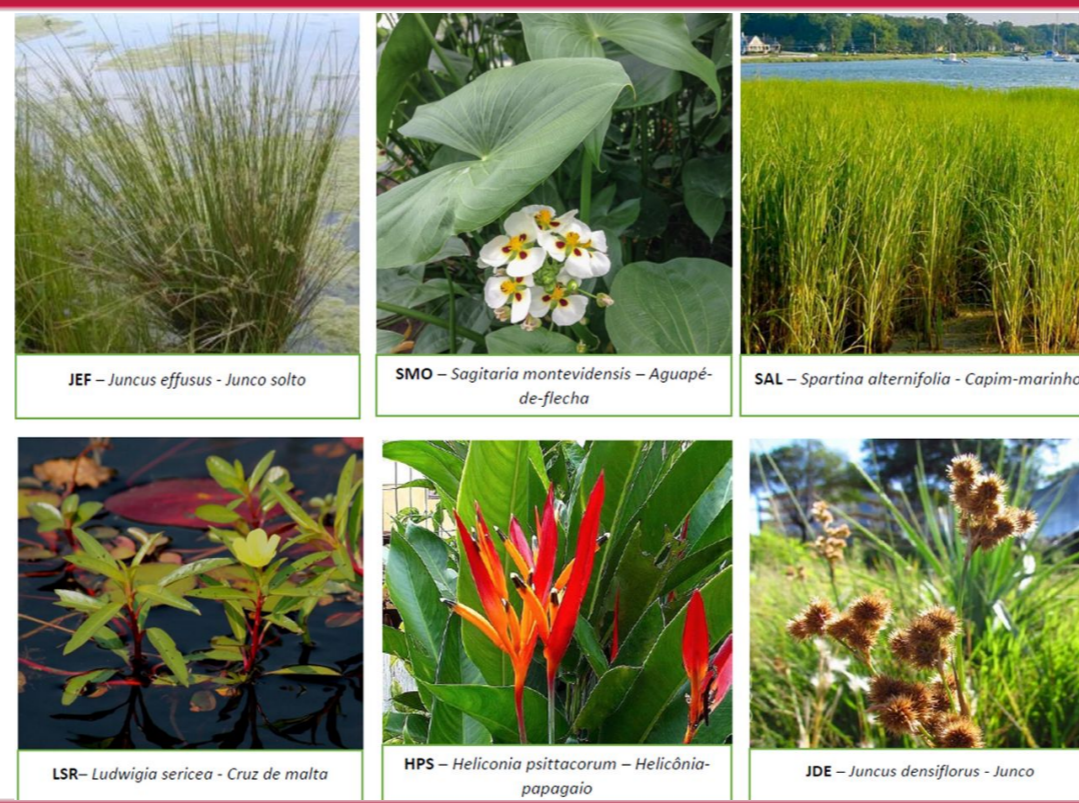 JEF – Juncus effusus - Junco solto
SMO – Sagitaria montevidensis – Aguapé-
de-flecha
SAL – Spartina alternifolia - Capim-marinho
LSR– Ludwigia sericea - Cruz de malta
HPS – Heliconia psittacorum – Helicônia-
papagaio
JDE – Juncus densiflorus - Junco